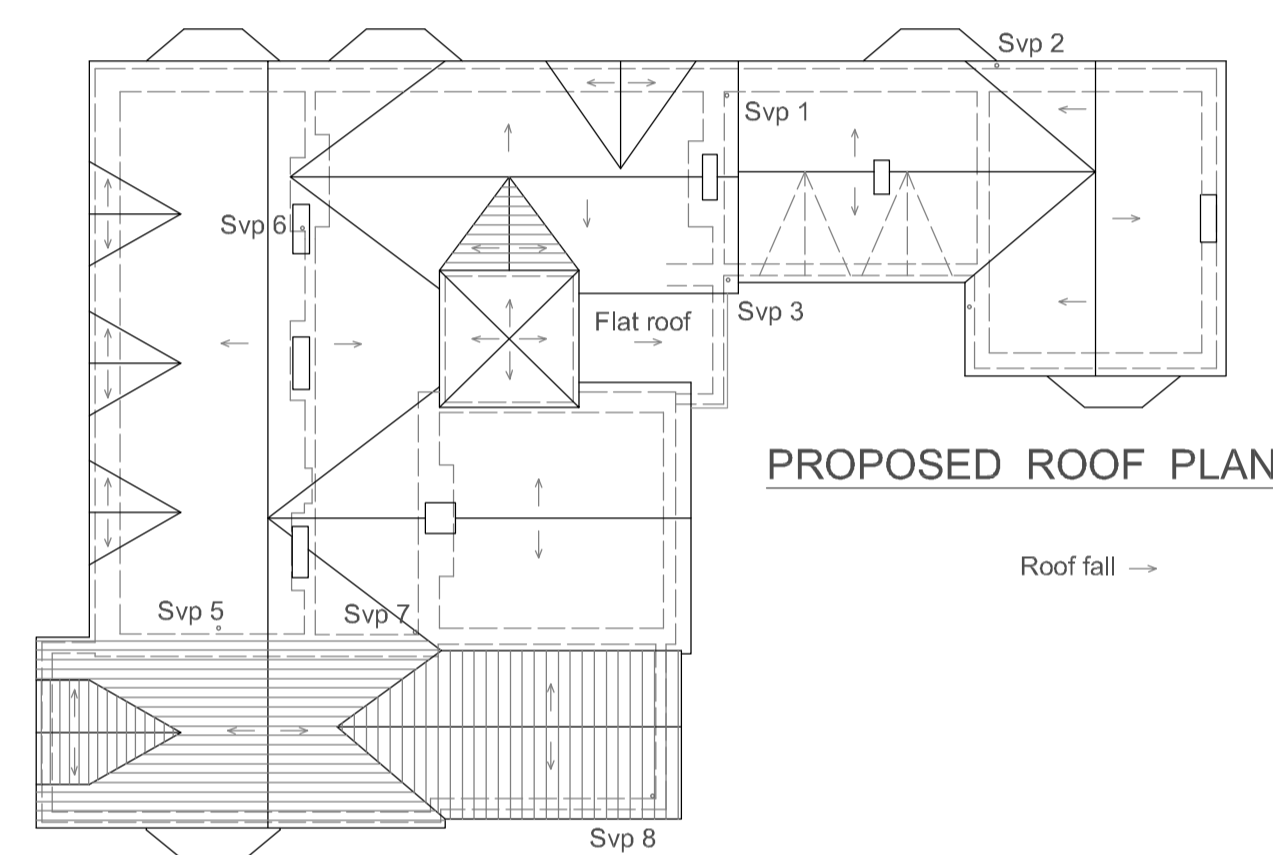 Svp 2
Svp 1
Svp 6
Svp 3
Flat roof
PROPOSED ROOF PLAN
Roof fall
Svp 5
Svp 7
Svp 8